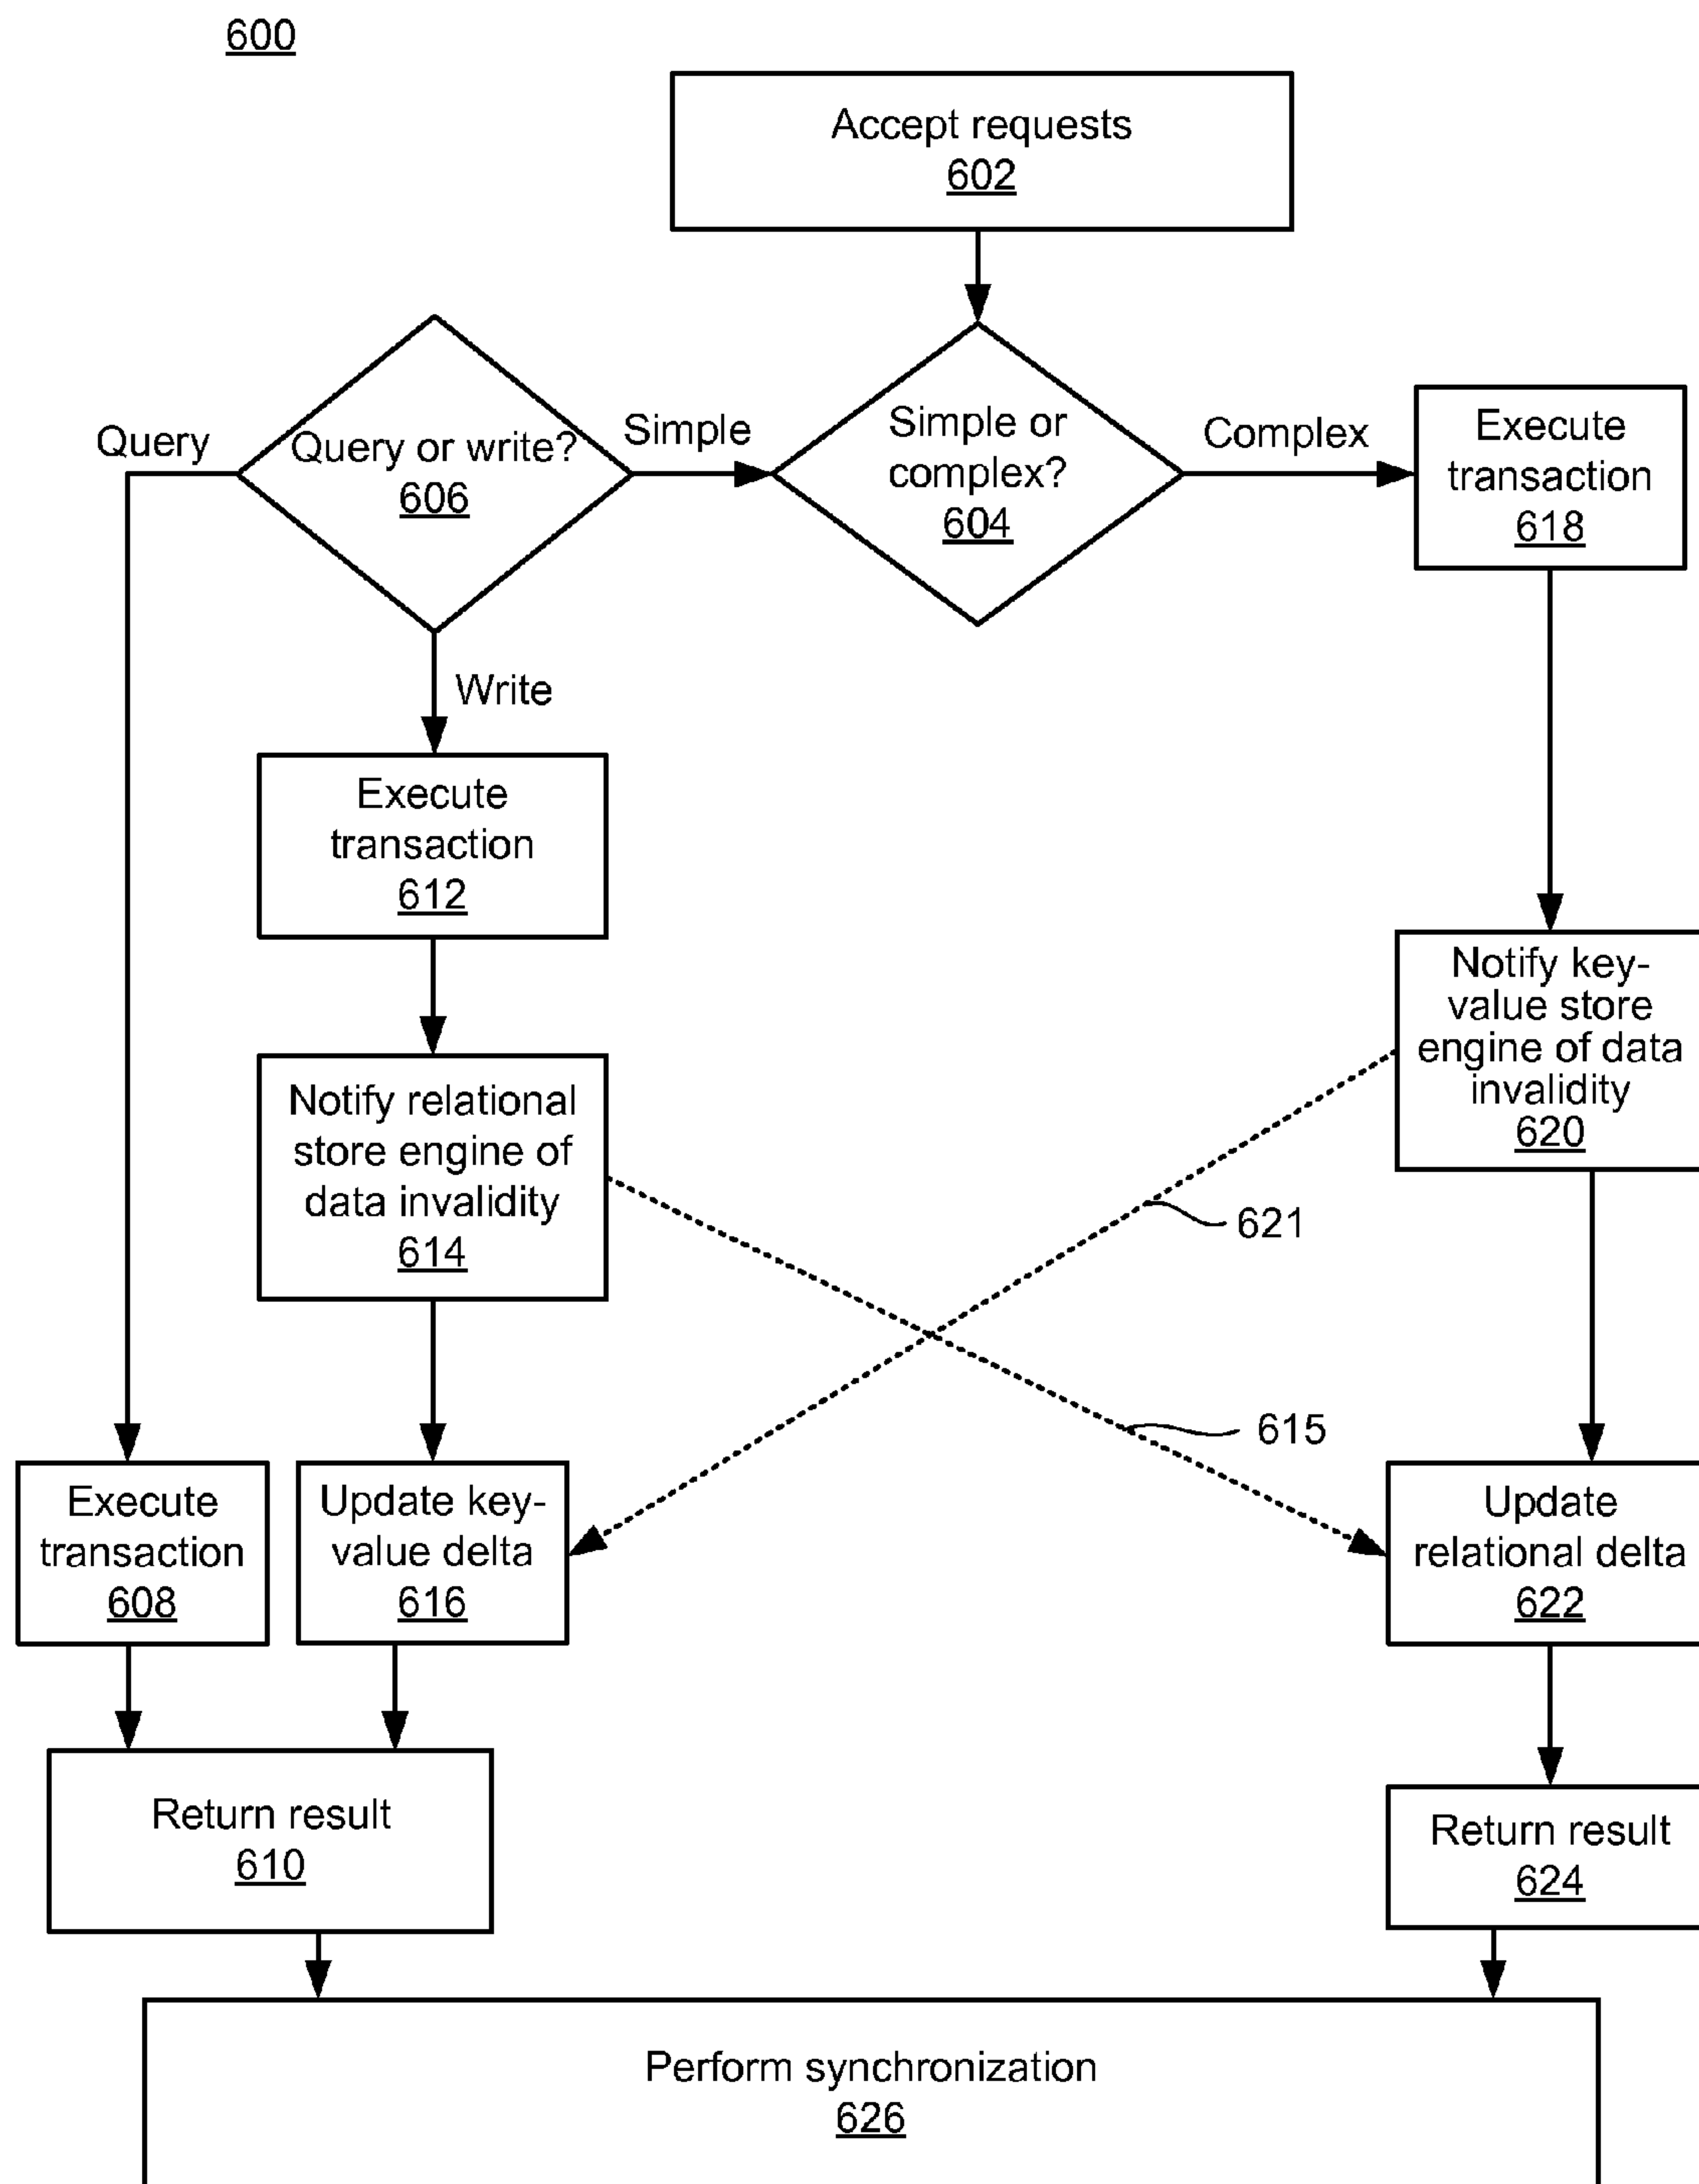 600
Accept requests
602
Query
Query or write?
606
Simple
Simple or
complex?
604
Complex
Execute
transaction
618
Write
Execute
transaction
612
Notify relational
store engine of
data invalidity
614
Notify key-
value store
engine of data
invalidity
620
621
615
Execute
transaction
608
Update key-
value delta
616
Update
relational delta
622
Return result
610
Return result
624
Perform synchronization
626